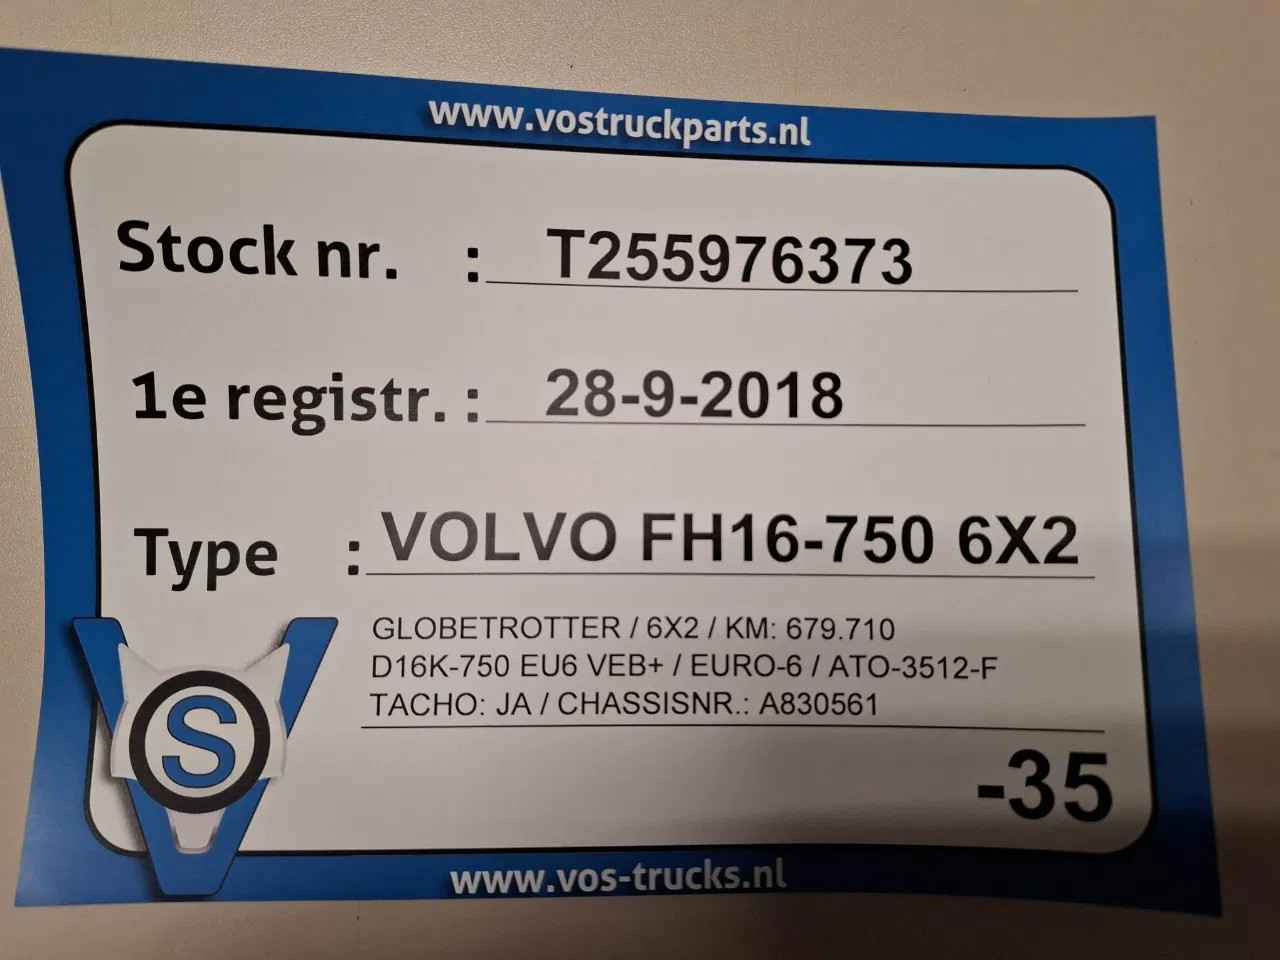 www.vostruckparts.nl
Stock nr. : T255976373
1e registr. : 28-9-2018
Type : VOLVO FH16-750 6X2
GLOBETROTTER / 6X2 / KM: 679.710
D16K-750 EU6 VEB+ / EURO-6 / ATO-3512-F
TACHO: JA / CHASSISNR.: A830561
S
-35
www.vos-trucks.nl